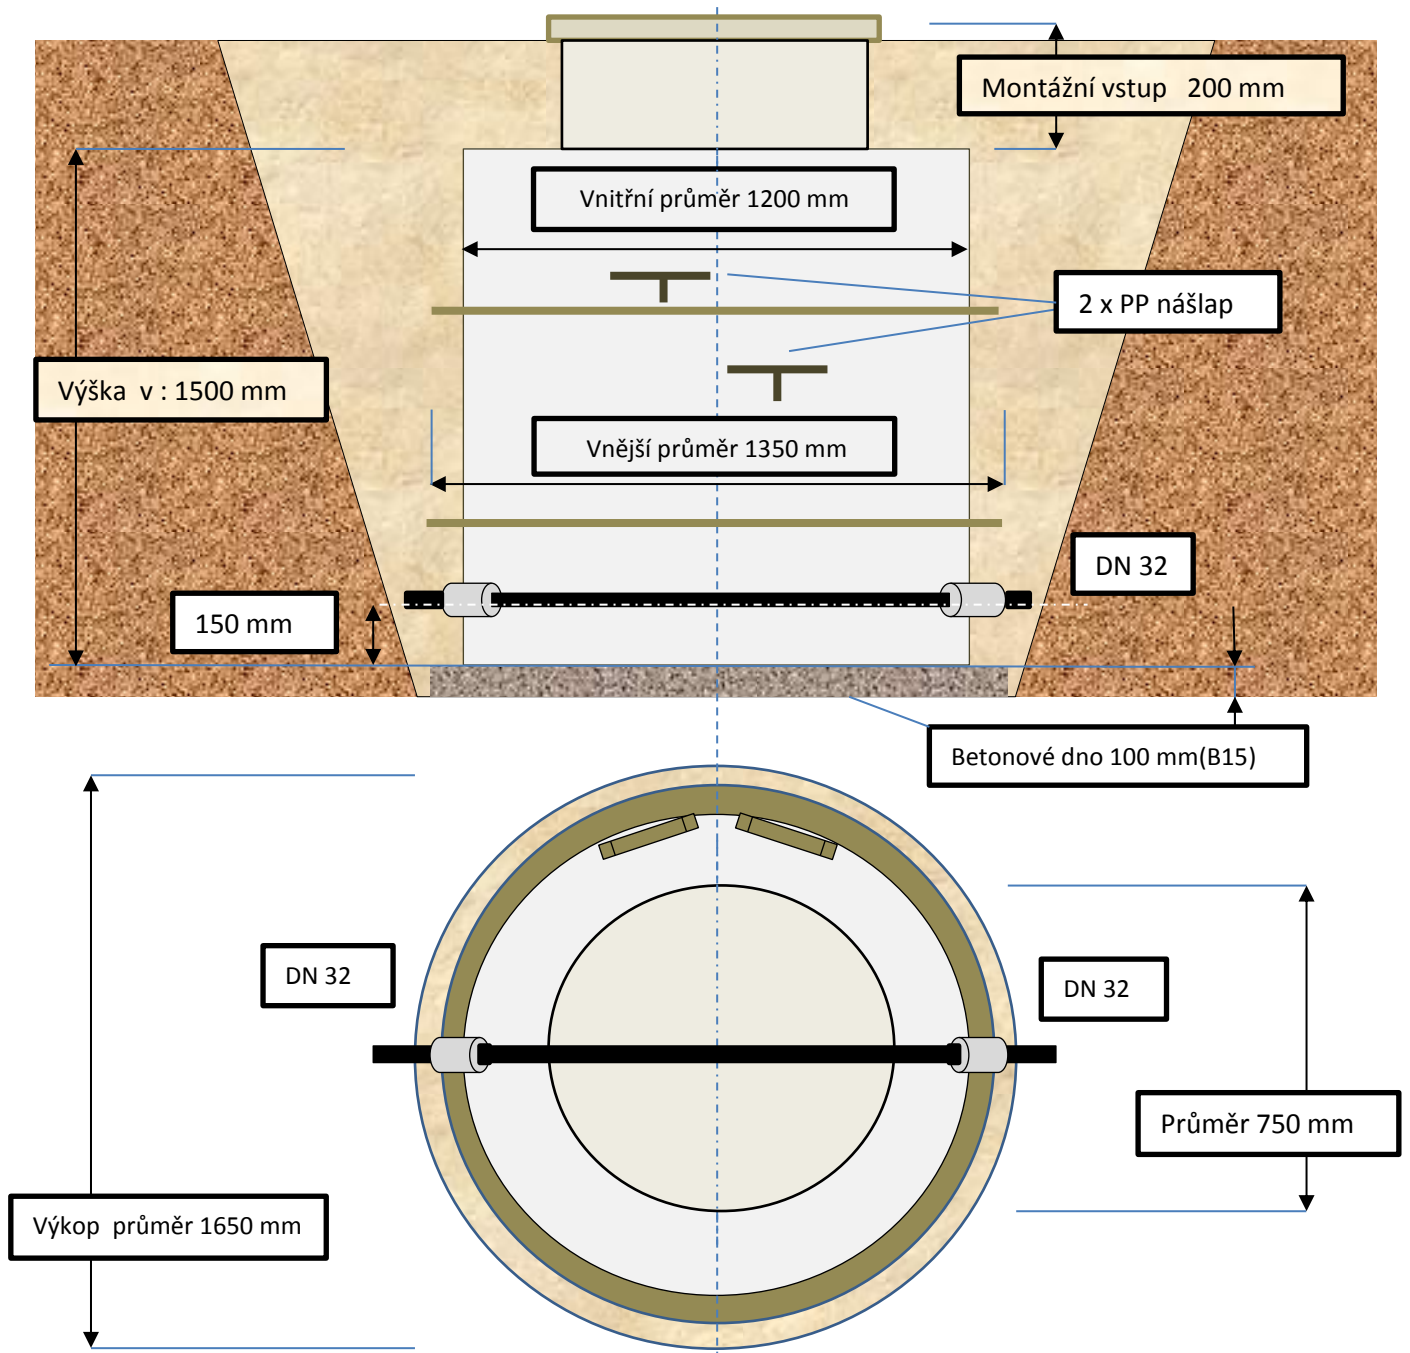 Montážní vstup 200 mm
Vnitřní průměr 1200 mm
2 x PP nášlap
Výška v : 1500 mm
Vnější průměr 1350 mm
DN 32
150 mm
Betonové dno 100 mm(B15)
DN 32
DN 32
Průměr 750 mm
Výkop průměr 1650 mm